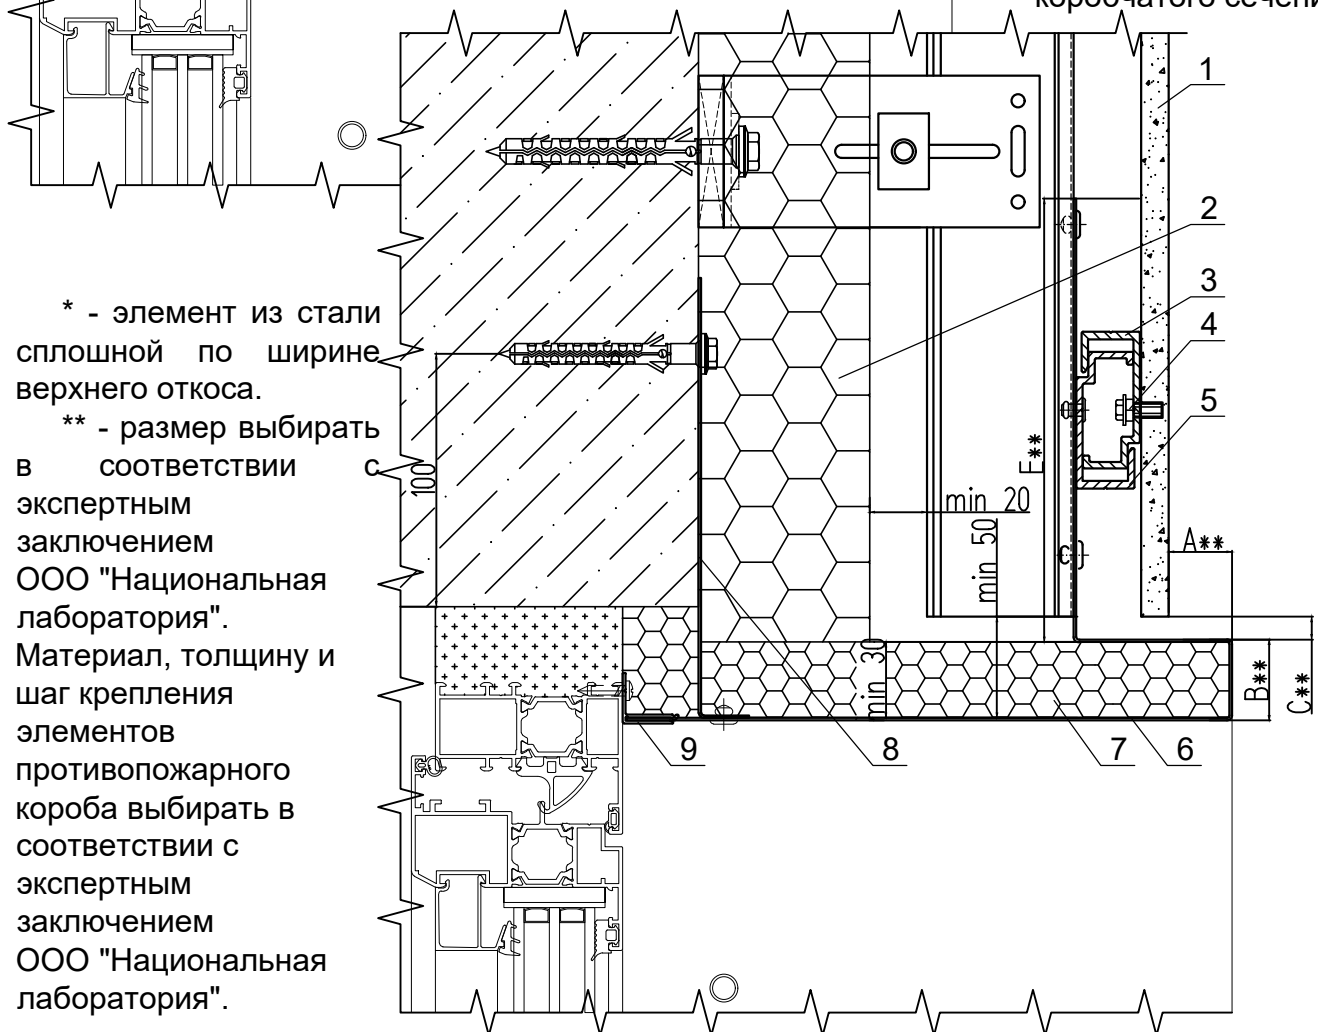 коробчатого сечени
* - элемент из стали
сплошной по ширине
верхнего откоса.
** - размер выбирать
в соответствии с
экспертным
заключением
ООО "Национальная
лаборатория".
Материал, толщину и
шаг крепления
элементов
противопожарного
короба выбирать в
соответствии с
экспертным
заключением
ООО "Национальная
лаборатория".
1
2
3
4
5
100
E**
min 20
min 50
A**
min 30
B**
C**
9
8
7
6